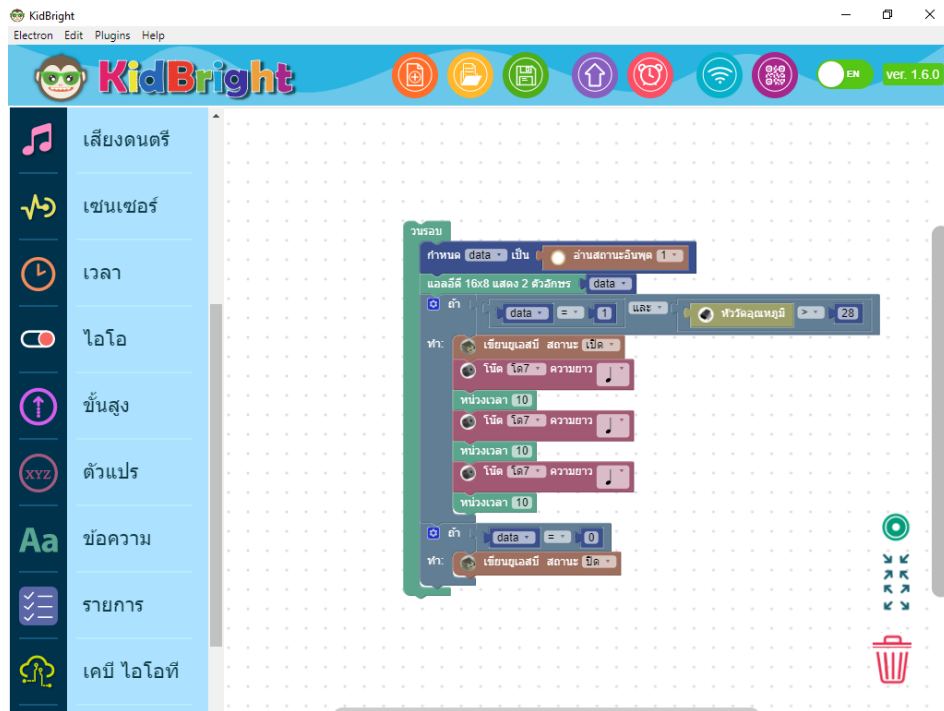 KidBright
Electron Edit Plugins Help
KidBright EN ver. 1.6.0
เสียงดนตรี
เซนเซอร์
เวลา
ไอโอ
ขั้นสูง
XYZ ตัวแปร
Aa ข้อความ
รายการ
เคบี ไอโอที
วนรอบ
กำหนด data เป็น อ่านสถานะอินพุต 1
แอลอีดี 16x8 แสดง 2 ตัวอักษร data
ถ้า data = 1 และ หัววัดอุณหภูมิ > 28
ทำ: เขียนยูเอสบี สถานะ เปิด
โน๊ต โด7 ความยาว ♩
หน่วงเวลา 10
โน๊ต โด7 ความยาว ♩
หน่วงเวลา 10
โน๊ต โด7 ความยาว ♩
หน่วงเวลา 10
ถ้า data = 0
ทำ: เขียนยูเอสบี สถานะ ปิด